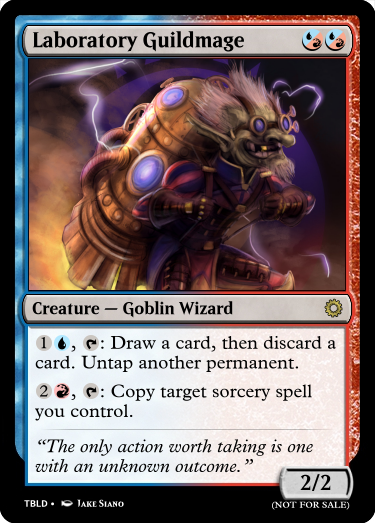 Laboratory Guildmage
Creature — Goblin Wizard
1, : Draw a card, then discard a
card. Untap another permanent.
2, : Copy target sorcery spell
you control.
“The only action worth taking is one
with an unknown outcome.”
2/2
TBLD • Jake Siano
(NOT FOR SALE)